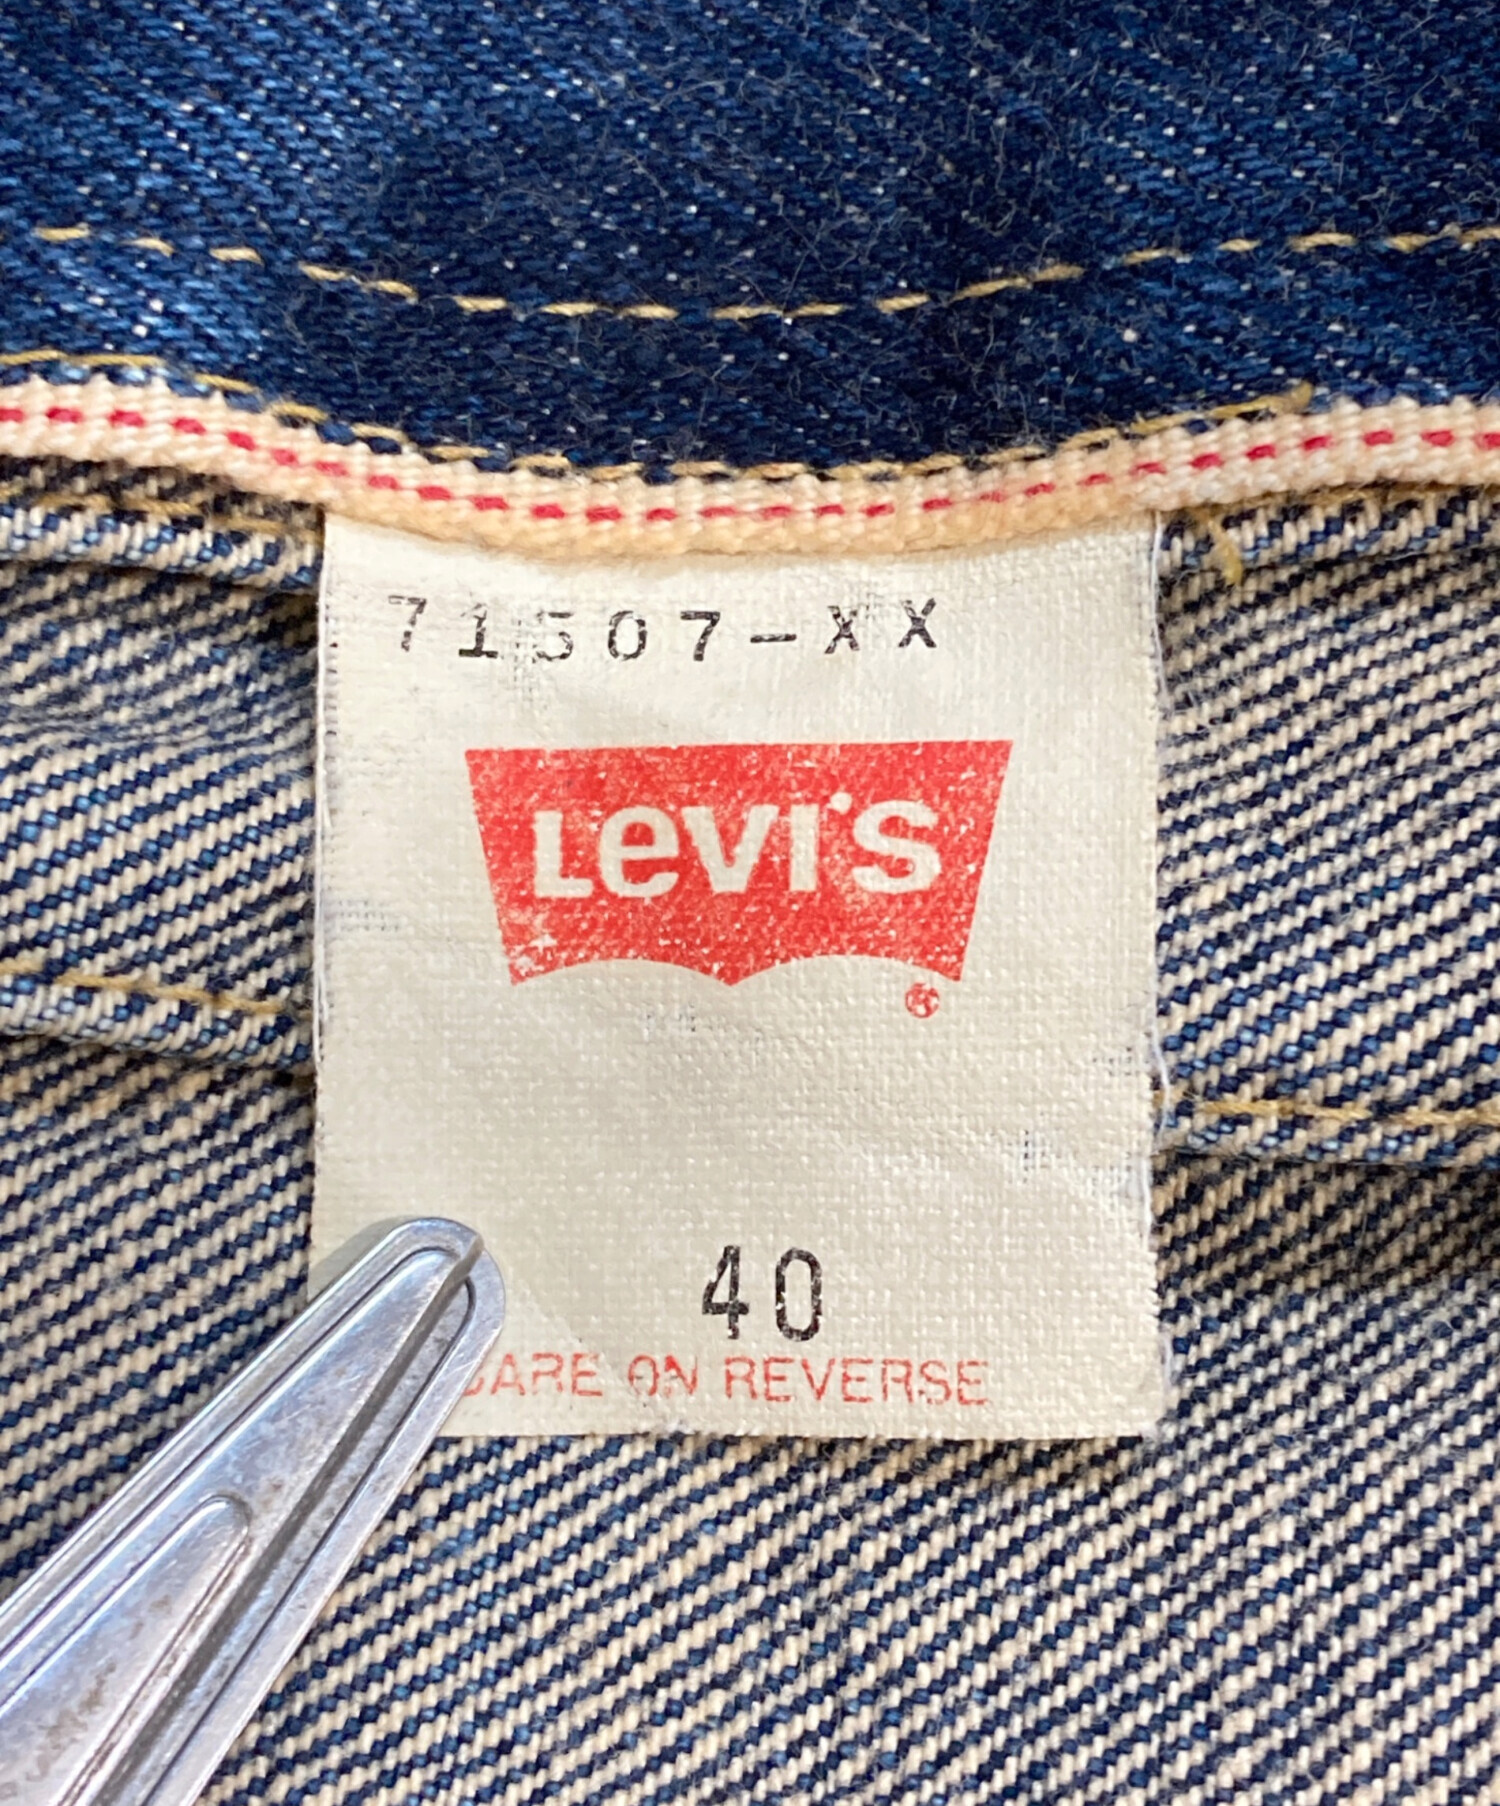 71507-XX
Levi's
®
40
CARE ON REVERSE